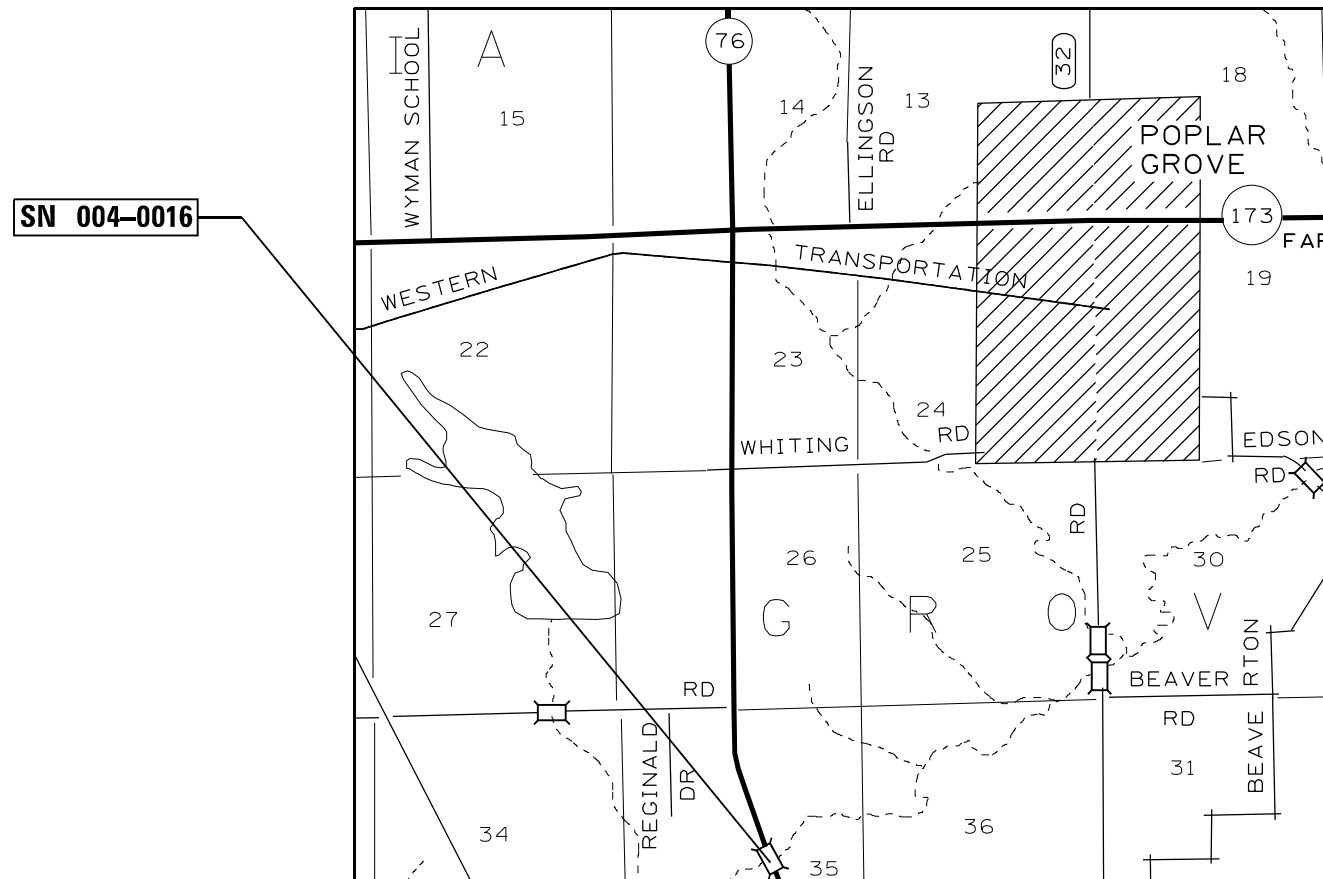 I A
76
32
15
14
13
18
WYMAN SCHOOL
ELLINGSON
RD
POPLAR
GROVE
SN 004-0016
173
WESTERN
TRANSPORTATION
19
22
23
24
WHITING
RD
EDSON
RD
RD
26
25
30
27
G R O V
RD
BEAVER
RD
RTON
BEAVE
REGINALD
DR
31
34
35
36